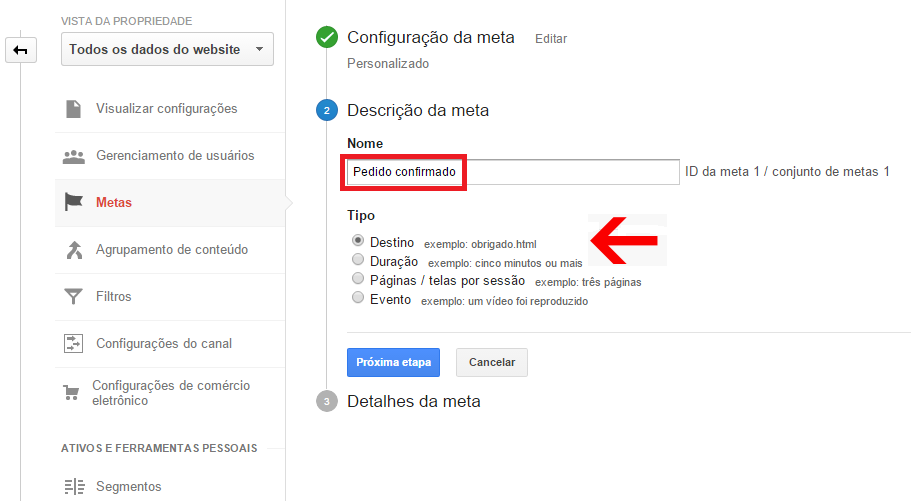 VISTA DA PROPRIEDADE
Todos os dados do website
Visualizar configurações
Gerenciamento de usuários
Metas
Agrupamento de conteúdo
Filtros
Configurações do canal
Configurações de comércio
eletrônico
ATIVOS E FERRAMENTAS PESSOAIS
Segmentos
Configuração da meta Editar
Personalizado
2 Descrição da meta
Nome
Pedido confirmado ID da meta 1 / conjunto de metas 1
Tipo
Destino exemplo: obrigado.html
Duração exemplo: cinco minutos ou mais
Páginas / telas por sessão exemplo: três páginas
Evento exemplo: um vídeo foi reproduzido
Próxima etapa Cancelar
3 Detalhes da meta